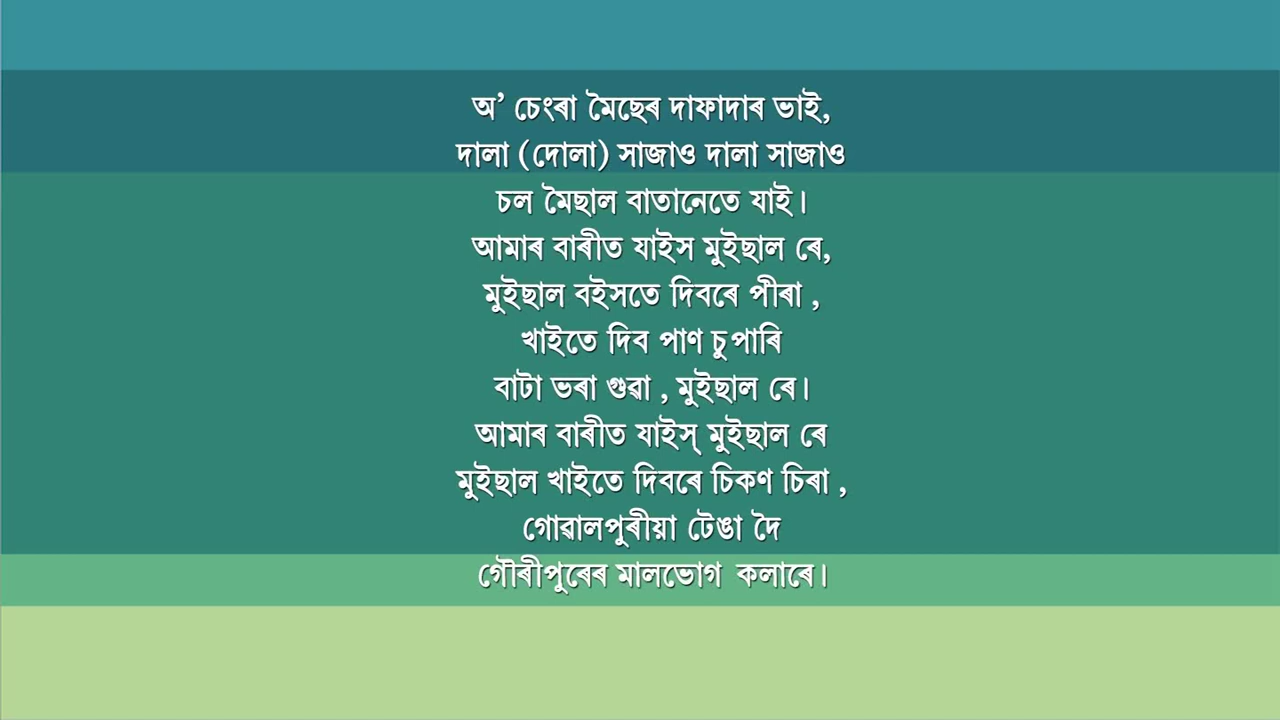 অ’ চেংৰা মৈছেৰ দাফাদাৰ ভাই,
দালা (দোলা) সাজাও দালা সাজাও
চল মৈছাল বাতানেতে যাই।
আমাৰ বাৰীত যাইস মুইছাল ৰে,
মুইছাল বইসতে দিবৰে পীৰা ,
খাইতে দিব পাণ চুপাৰি
বাটা ভৰা গুৱা , মুইছাল ৰে।
আমাৰ বাৰীত যাইস্ মুইছাল ৰে
মুইছাল খাইতে দিবৰে চিকণ চিৰা ,
গোৱালপুৰীয়া টেঙা দৈ
গৌৰীপুৰেৰ মালভোগ কলাৰে।